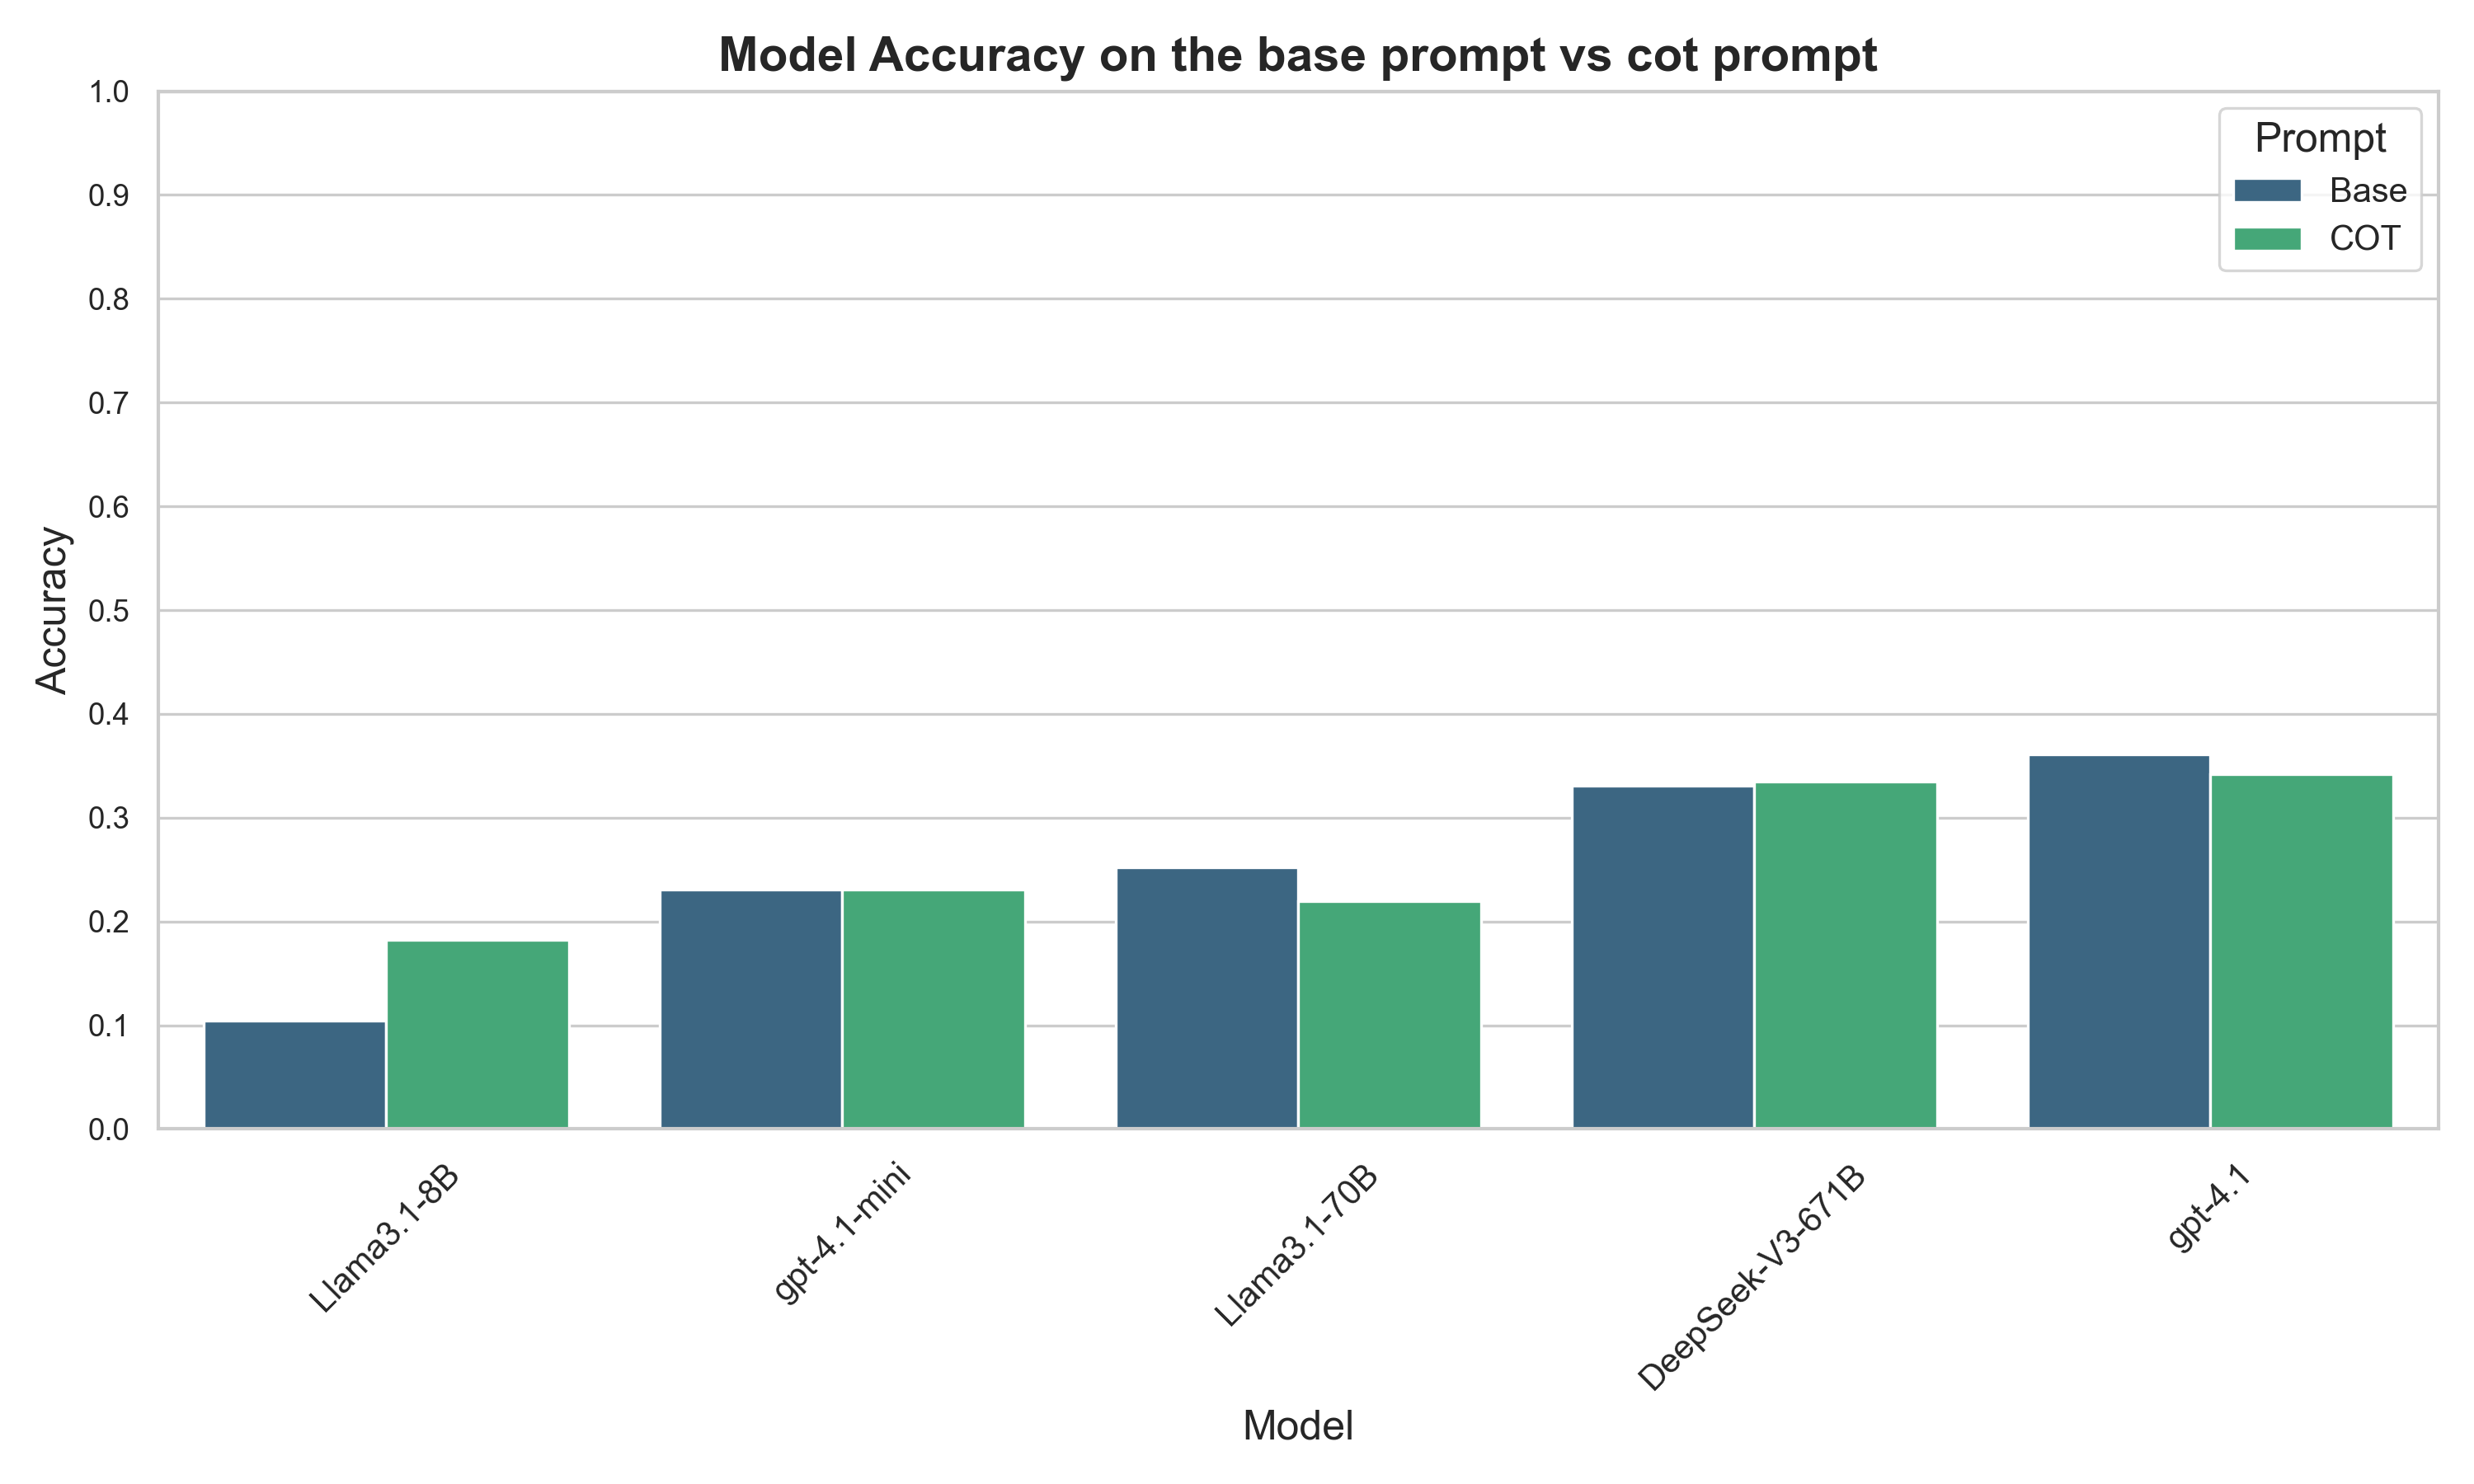 Model Accuracy on the base prompt vs cot prompt
1.0
0.9
0.8
0.7
0.6
0.5
0.4
0.3
0.2
0.1
0.0
Accuracy
Prompt
Base
COT
Llama3.1-8B
gpt-4.1-mini
Llama3.1-70B
DeepSeek-V3-671B
gpt-4.1
Model